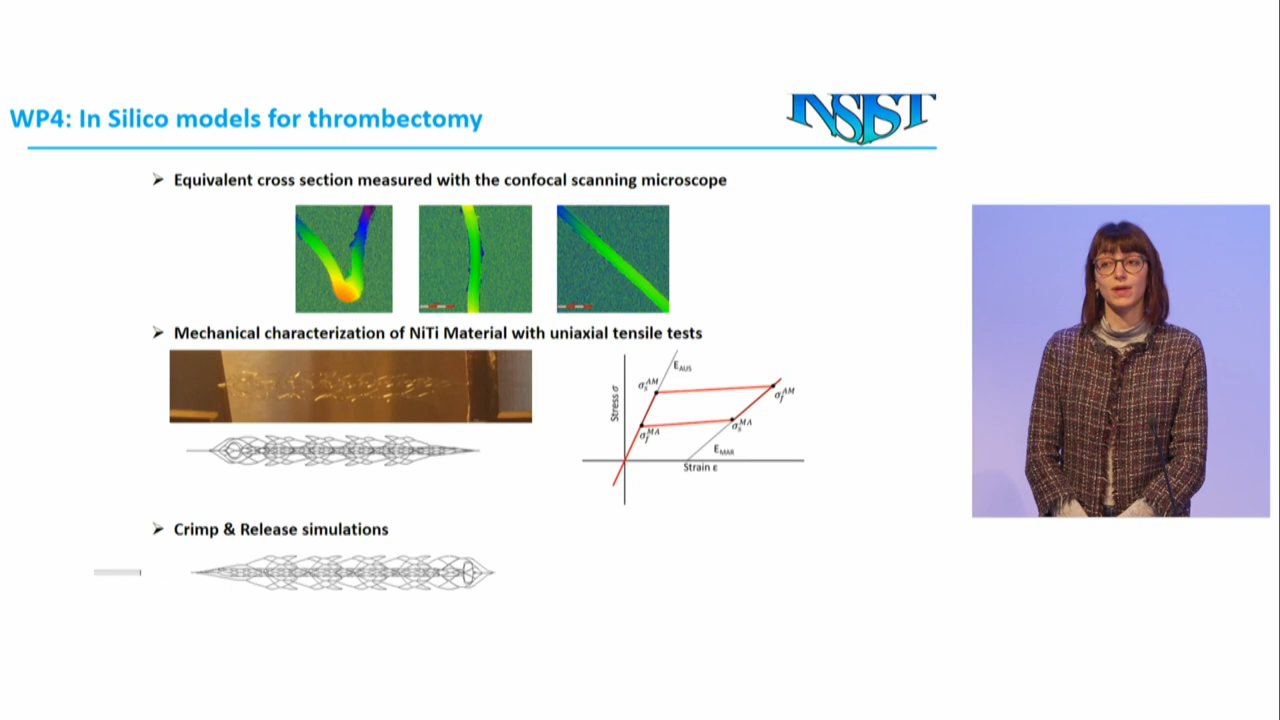 WP4: In Silico models for thrombectomy
INSIST
➢ Equivalent cross section measured with the confocal scanning microscope
➢ Mechanical characterization of NiTi Material with uniaxial tensile tests
Stress σ
E_AUS
σ_s^AM
σ_f^AM
σ_f^MA
σ_s^MA
E_MAR
Strain ε
➢ Crimp & Release simulations